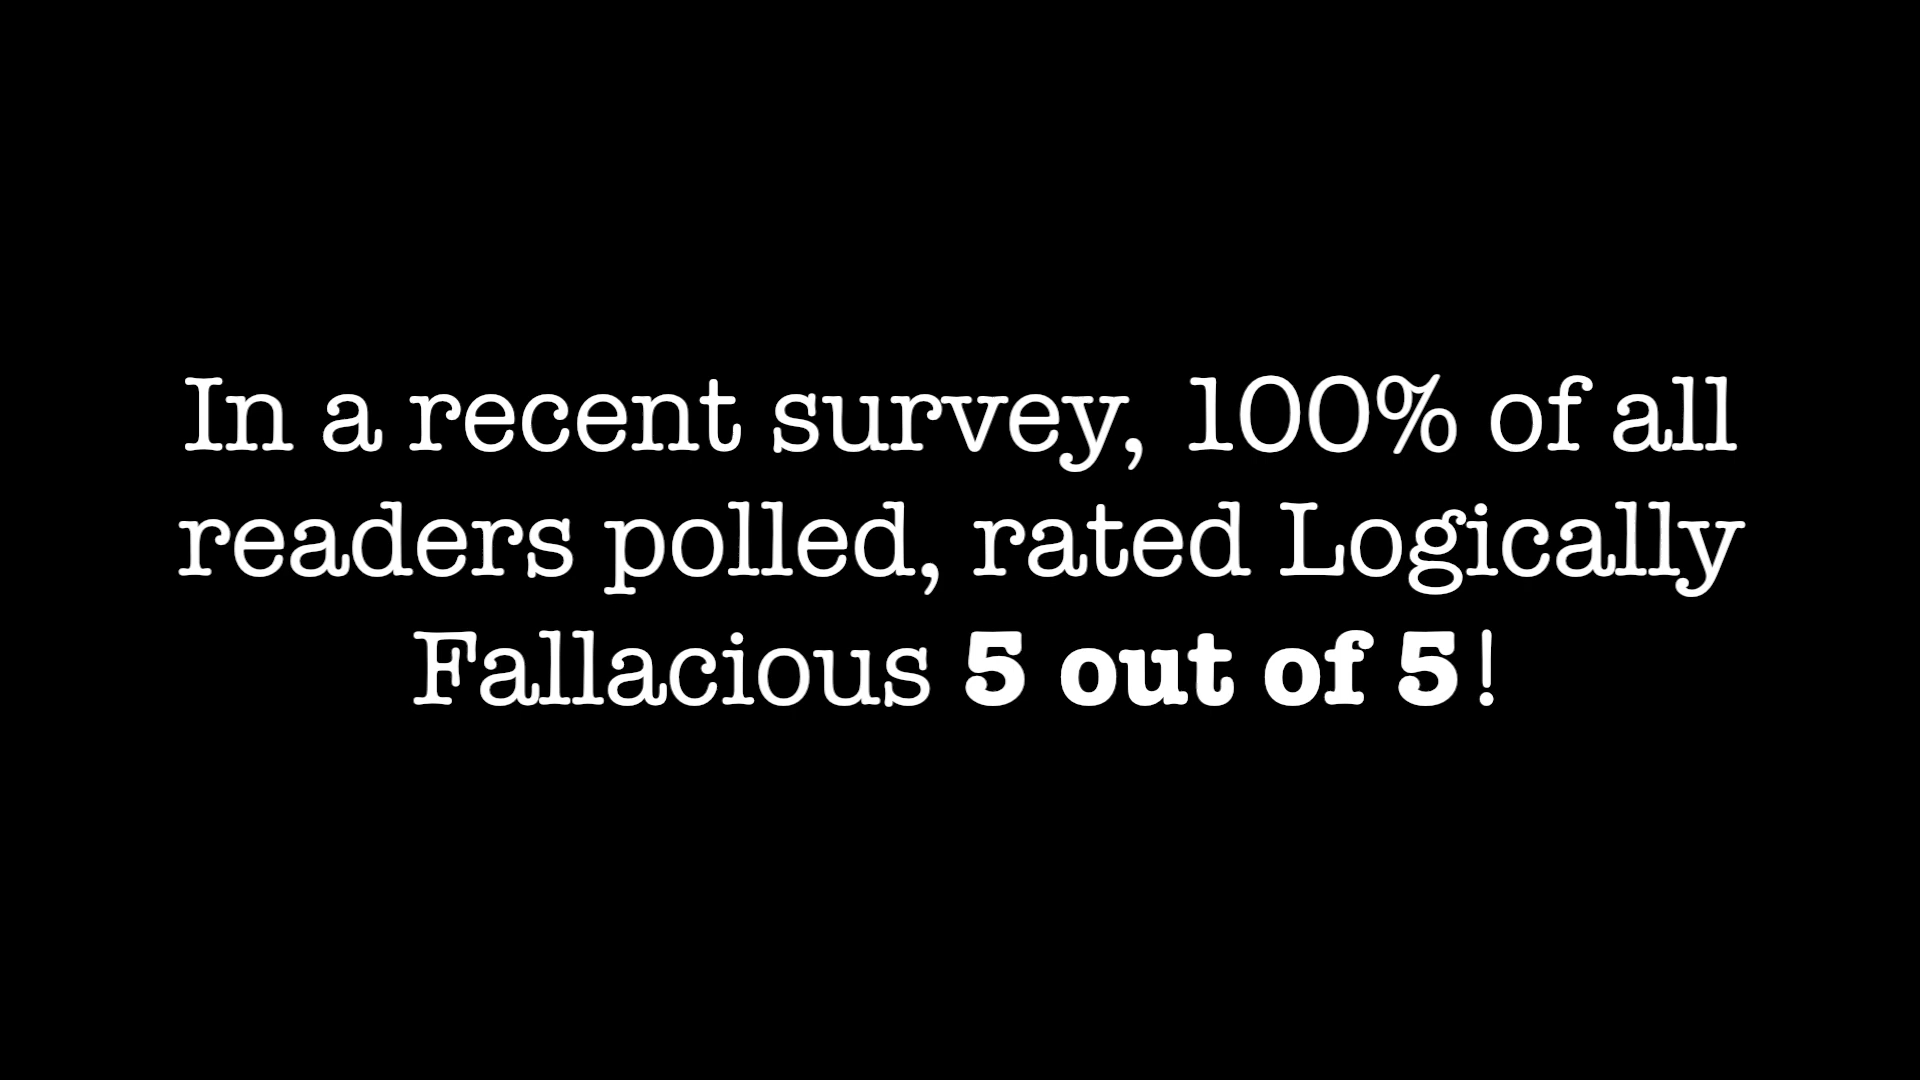 In a recent survey, 100% of all
readers polled, rated Logically
Fallacious 5 out of 5!